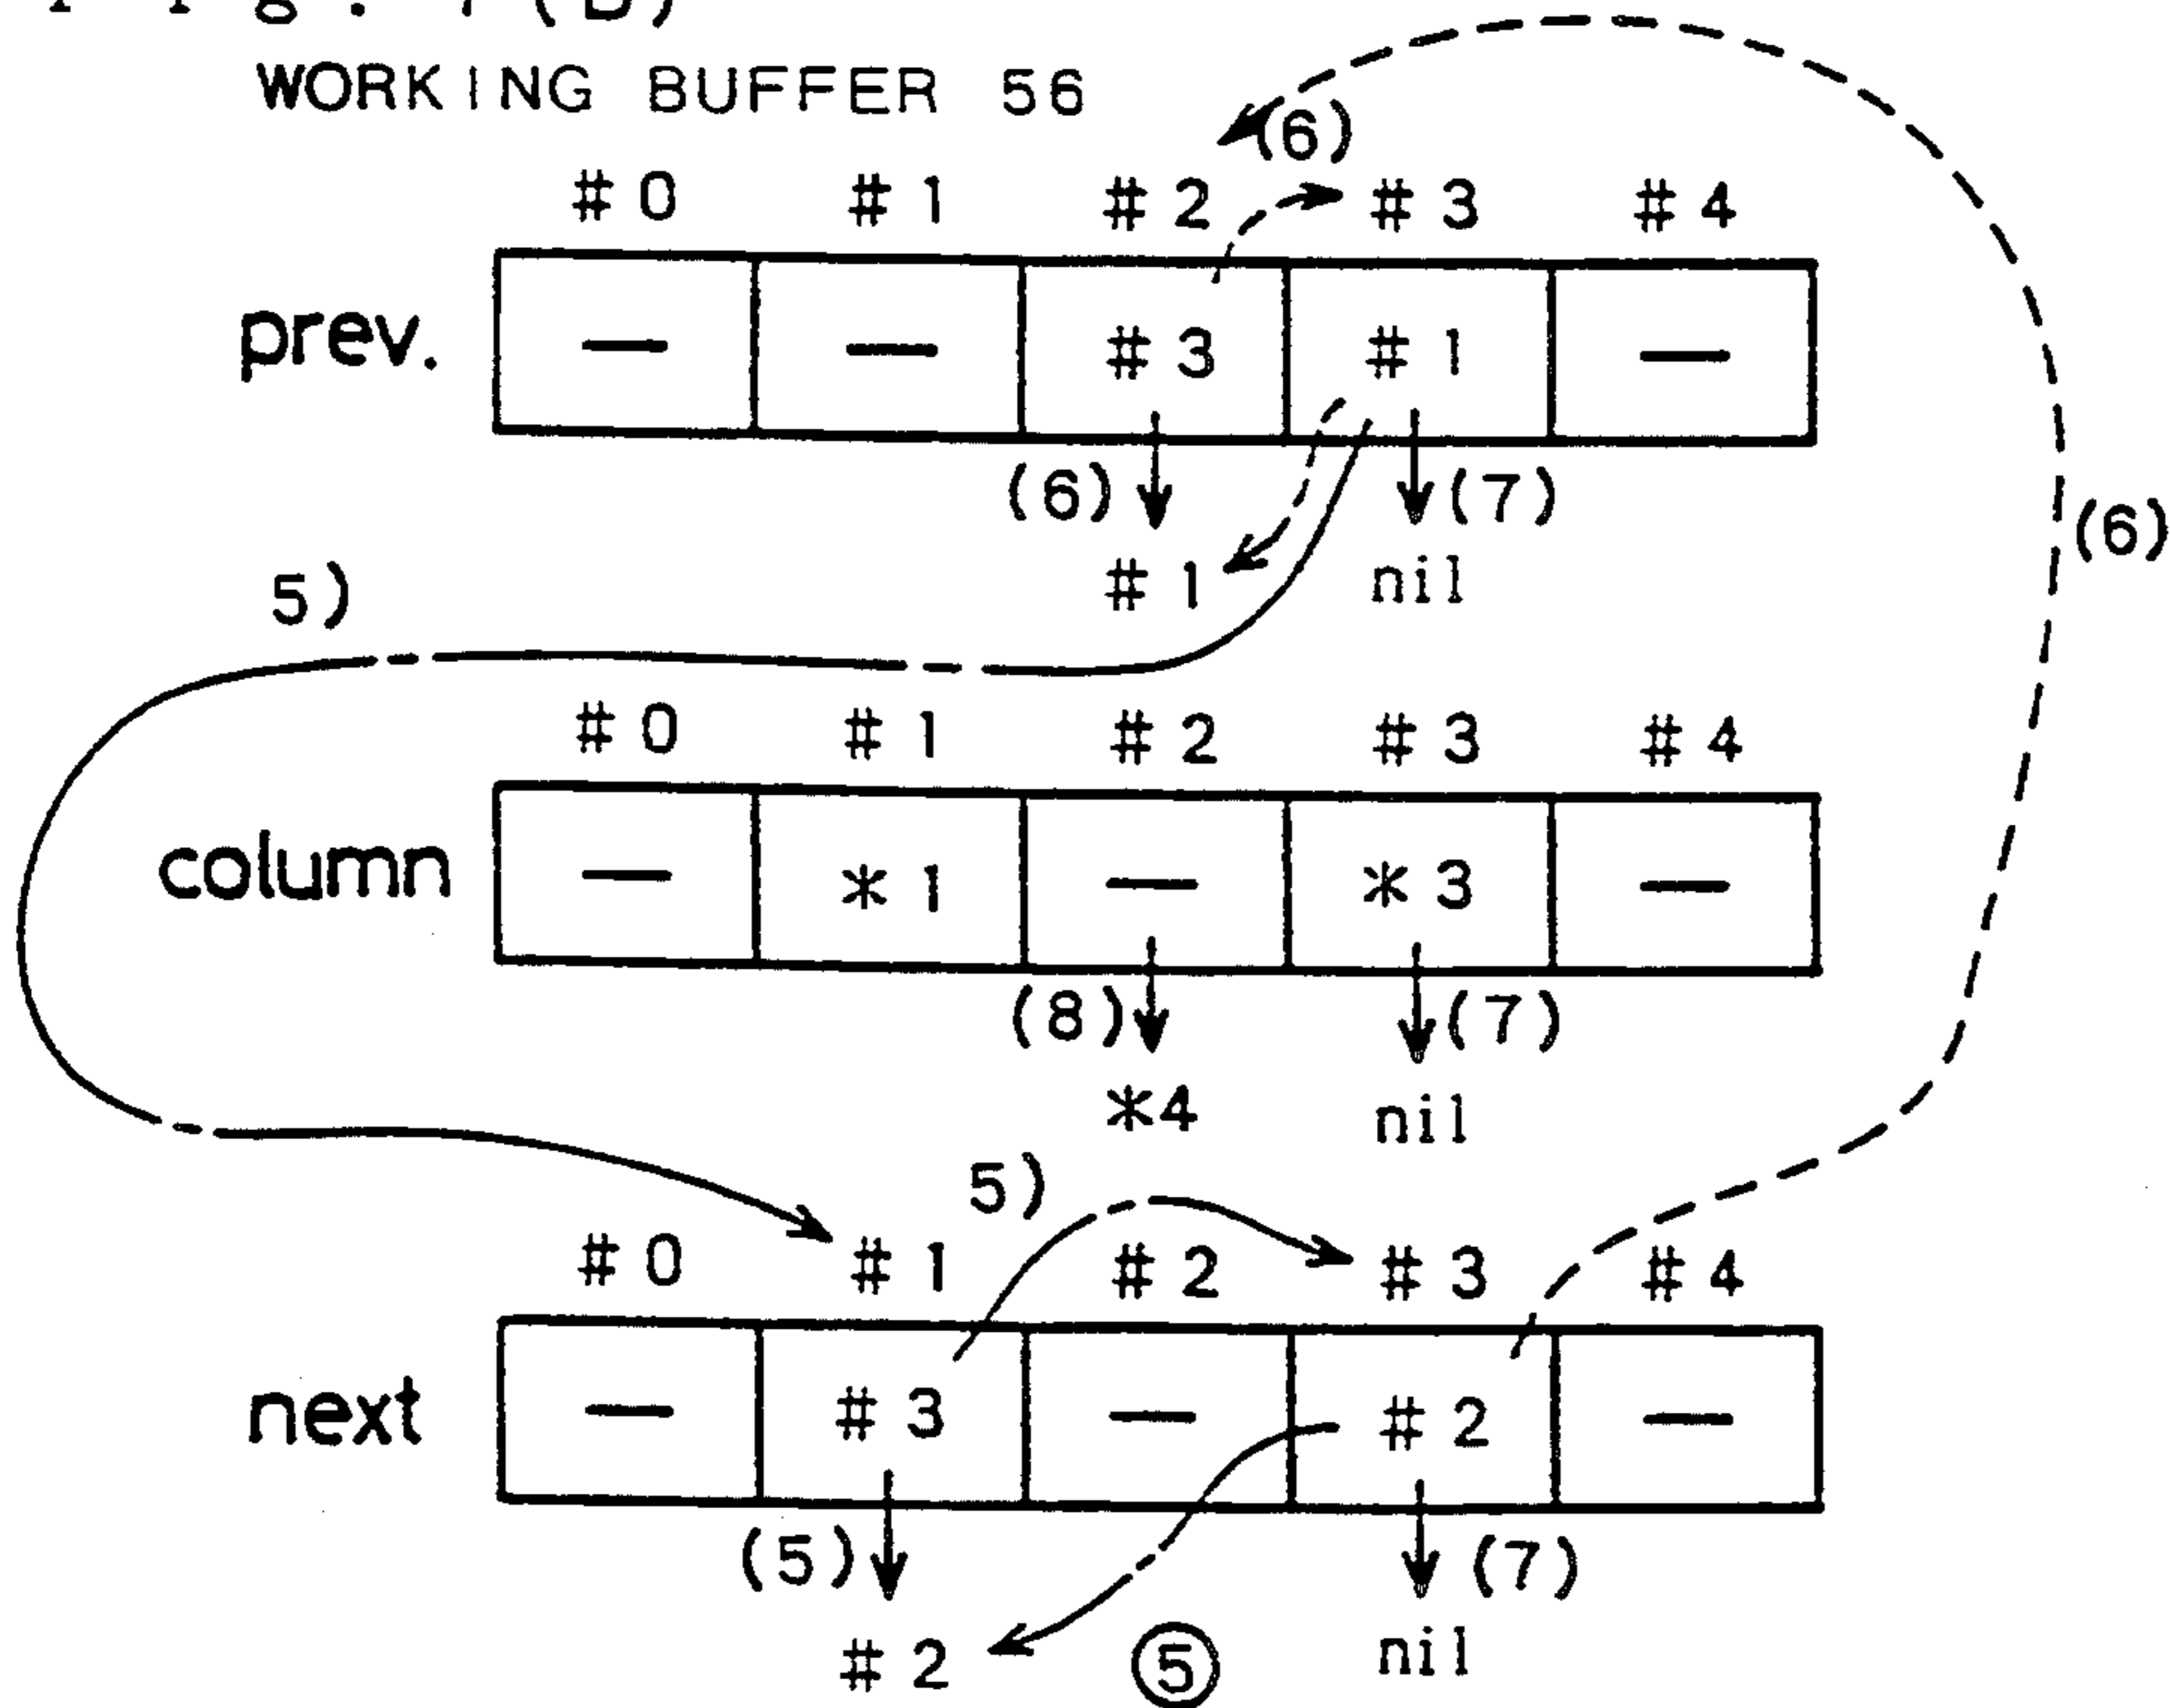 Fig. 7(B)
WORKING BUFFER 56
(6)
#0 #1 #2 #3 #4
prev. — — #3 #1 —
(6) (7) (6)
#1 nil
5)
#0 #1 #2 #3 #4
column — *1 — *3 —
(8) (7)
*4 nil
5)
#0 #1 #2 #3 #4
next — #3 — #2 —
(5) (7)
#2 ⑤ nil